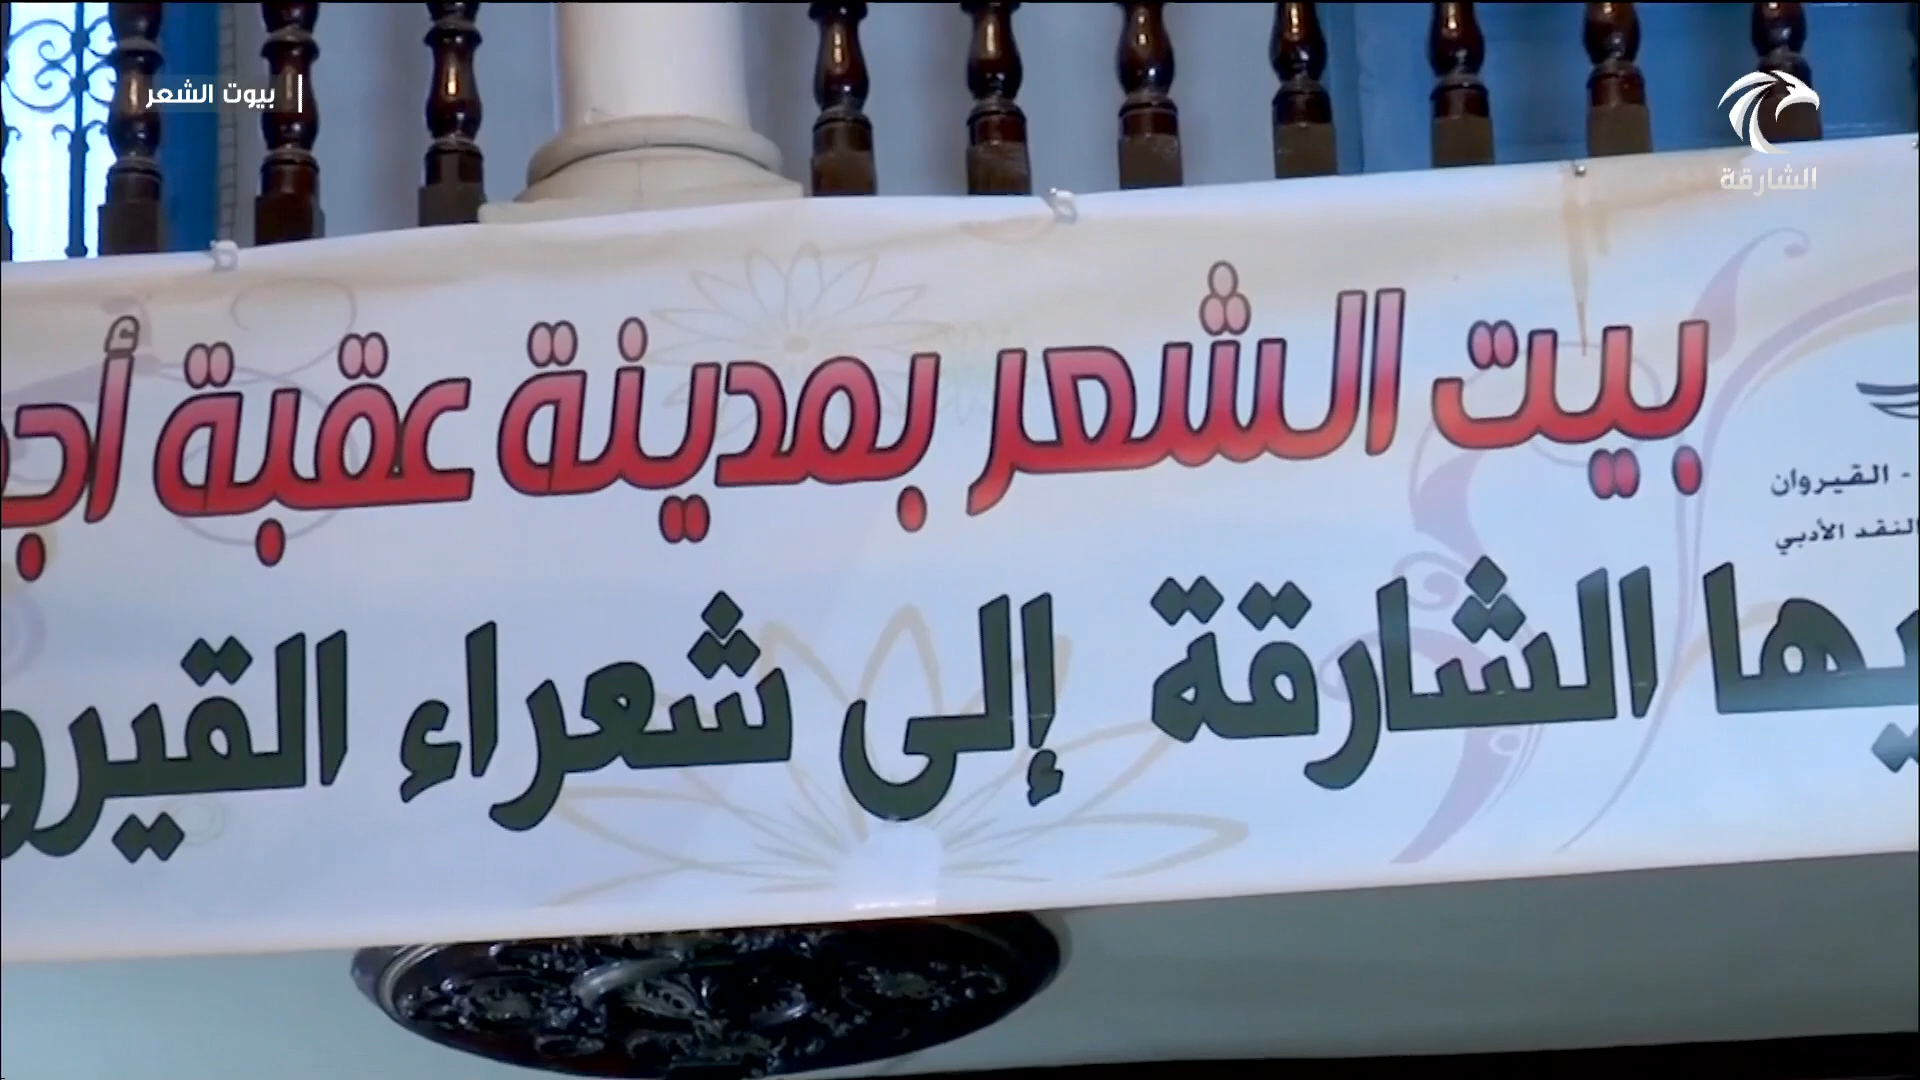 بيوت الشعر
الشارقة
بيت الشعر بمدينة عقبة
- القيروان
النقد الأدبي
الشارقة إلى شعراء